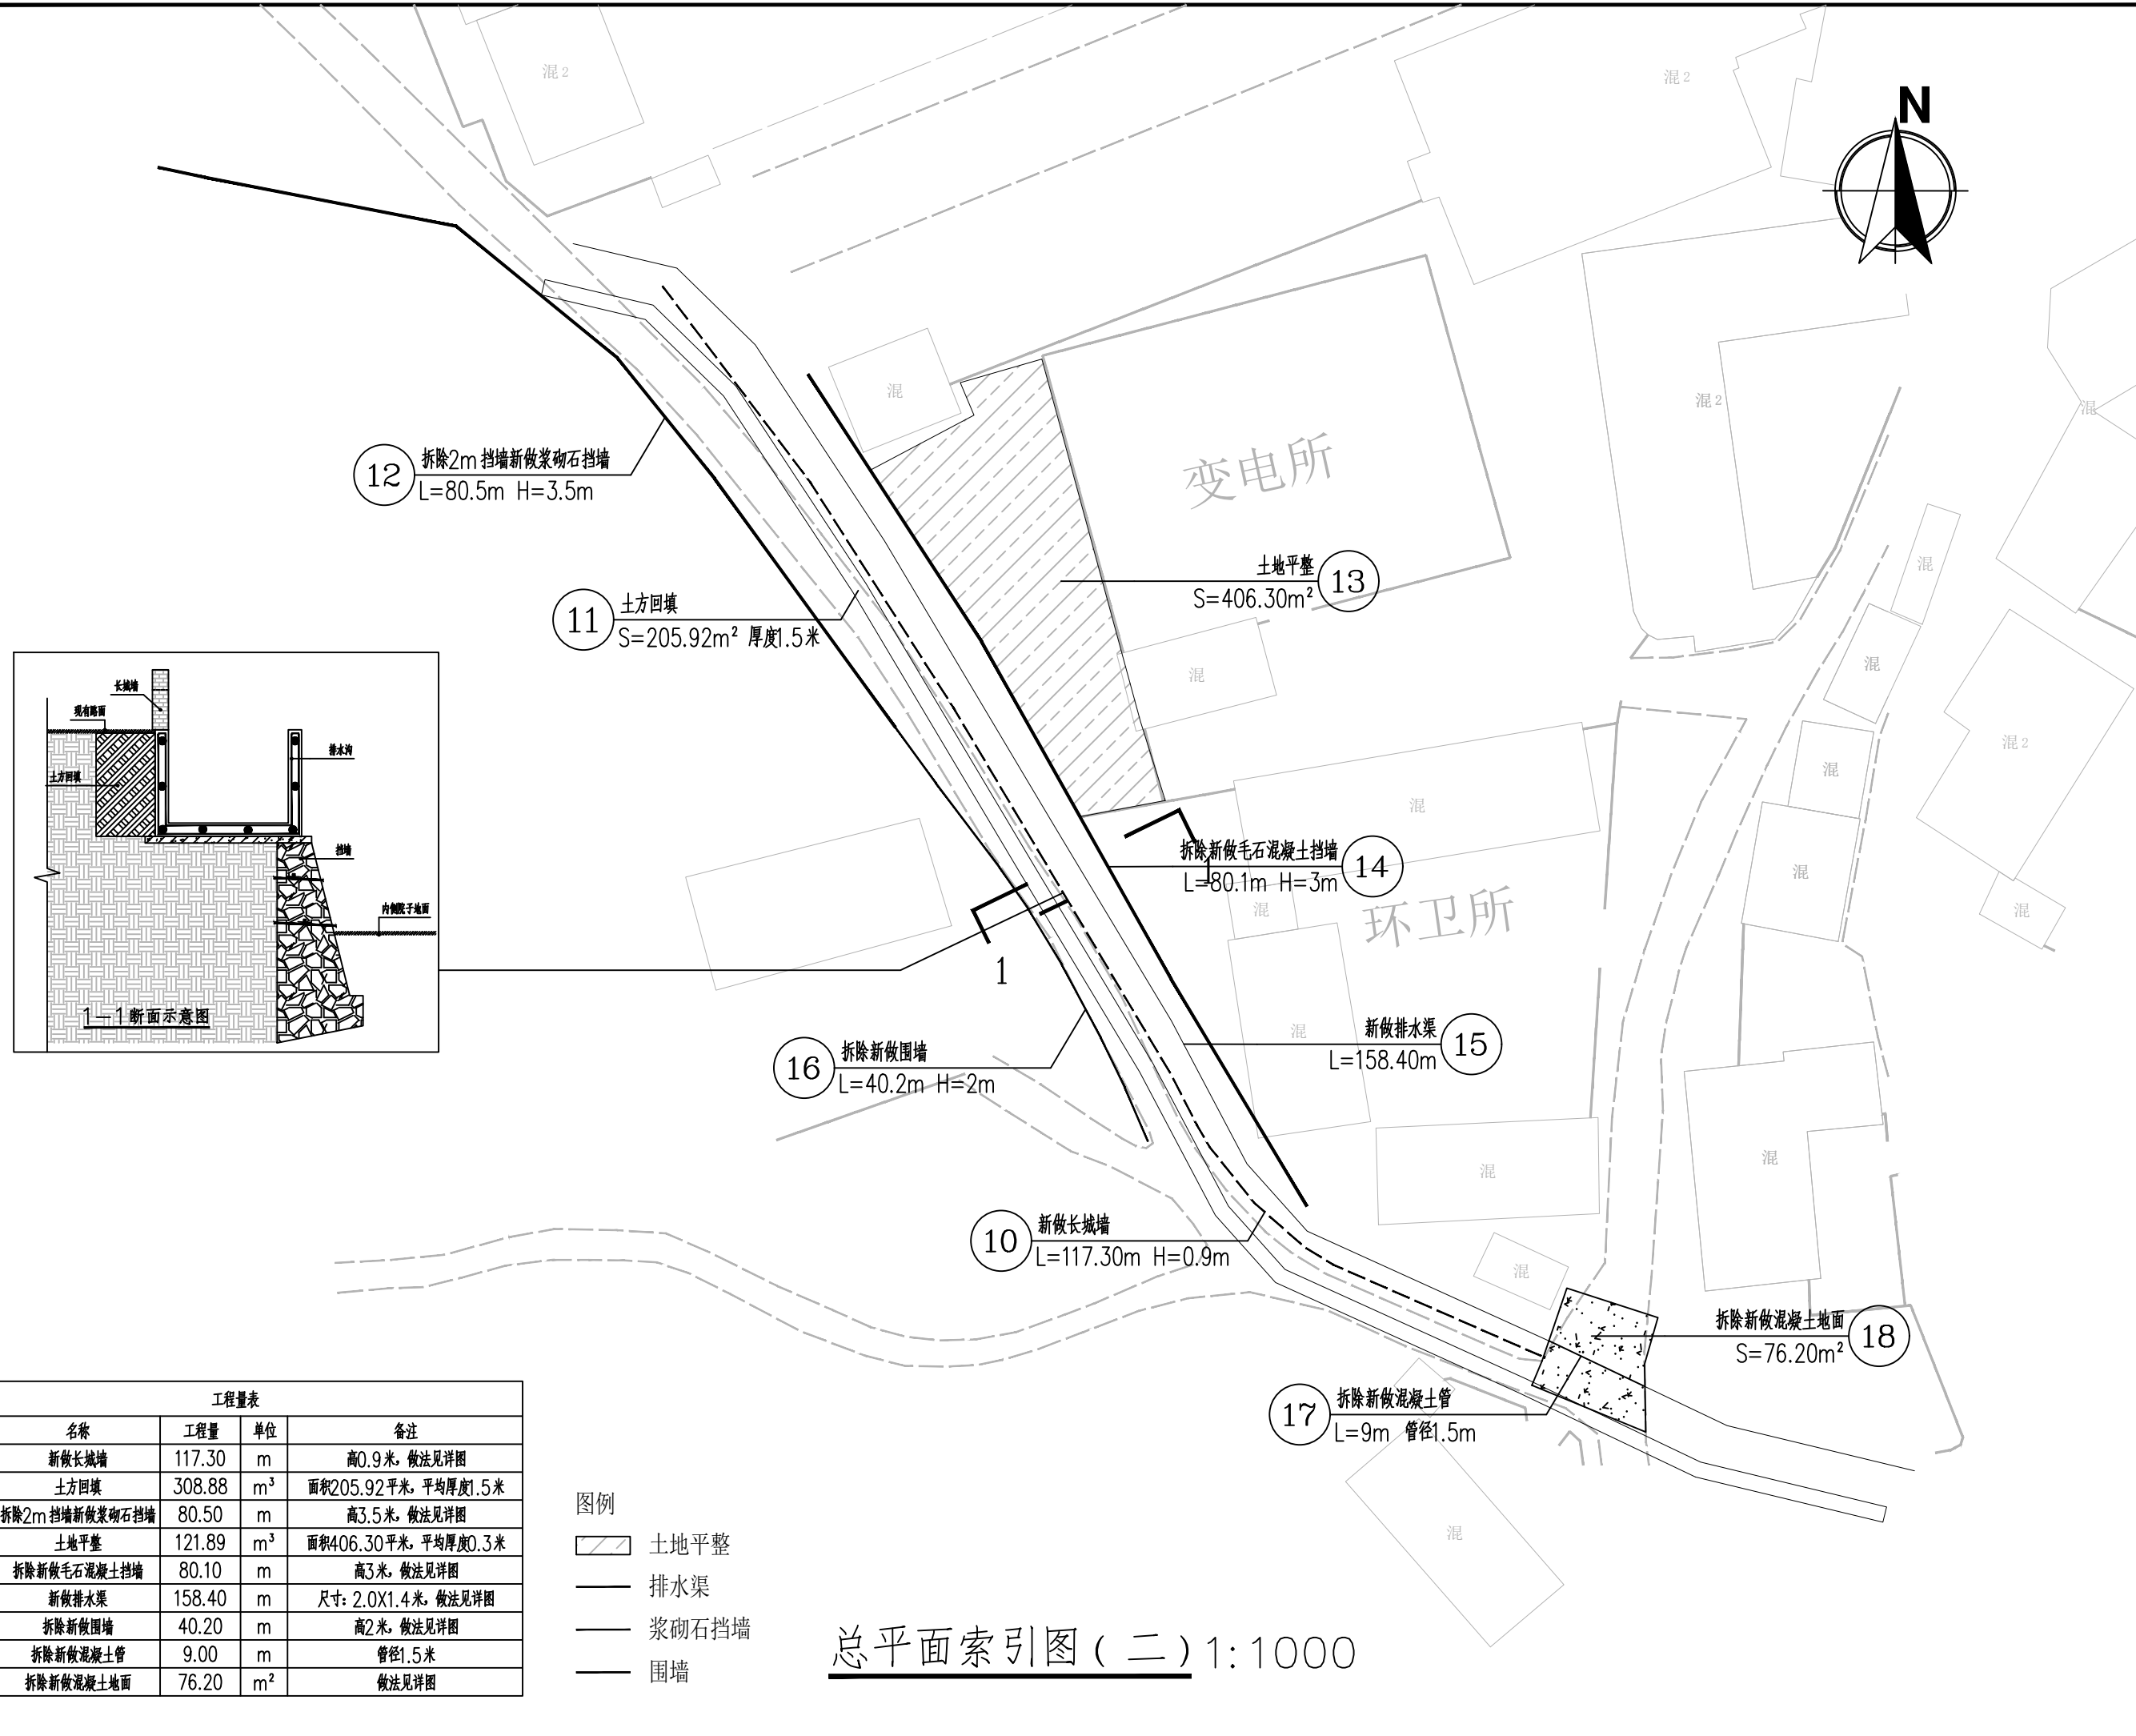 混2
混2
N
混
混2
混
变电所
12
拆除2m挡墙新做浆砌石挡墙
L=80.5m H=3.5m
混
土地平整
13
S=406.30m²
11
土方回填
S=205.92m² 厚度1.5米
混
混
混2
混
混
长城墙
现有路面
排水沟
土方回填
挡墙
内侧院子地面
1—1断面示意图
拆除新做毛石混凝土挡墙
14
L=80.1m H=3m
1
混
混
环卫所
混
1
混
新做排水渠
15
L=158.40m
16
拆除新做围墙
L=40.2m H=2m
混
混
10
新做长城墙
L=117.30m H=0.9m
混
拆除新做混凝土地面
18
S=76.20m²
17
拆除新做混凝土管
L=9m 管径1.5m
混
工程量表
名称 工程量 单位 备注
新做长城墙 117.30 m 高0.9米，做法见详图
土方回填 308.88 m³ 面积205.92平米，平均厚度1.5米
拆除2m挡墙新做浆砌石挡墙 80.50 m 高3.5米，做法见详图
土地平整 121.89 m³ 面积406.30平米，平均厚度0.3米
拆除新做毛石混凝土挡墙 80.10 m 高3米，做法见详图
新做排水渠 158.40 m 尺寸：2.0X1.4米，做法见详图
拆除新做围墙 40.20 m 高2米，做法见详图
拆除新做混凝土管 9.00 m 管径1.5米
拆除新做混凝土地面 76.20 m² 做法见详图
图例
土地平整
排水渠
浆砌石挡墙
围墙
总平面索引图(二)1:1000